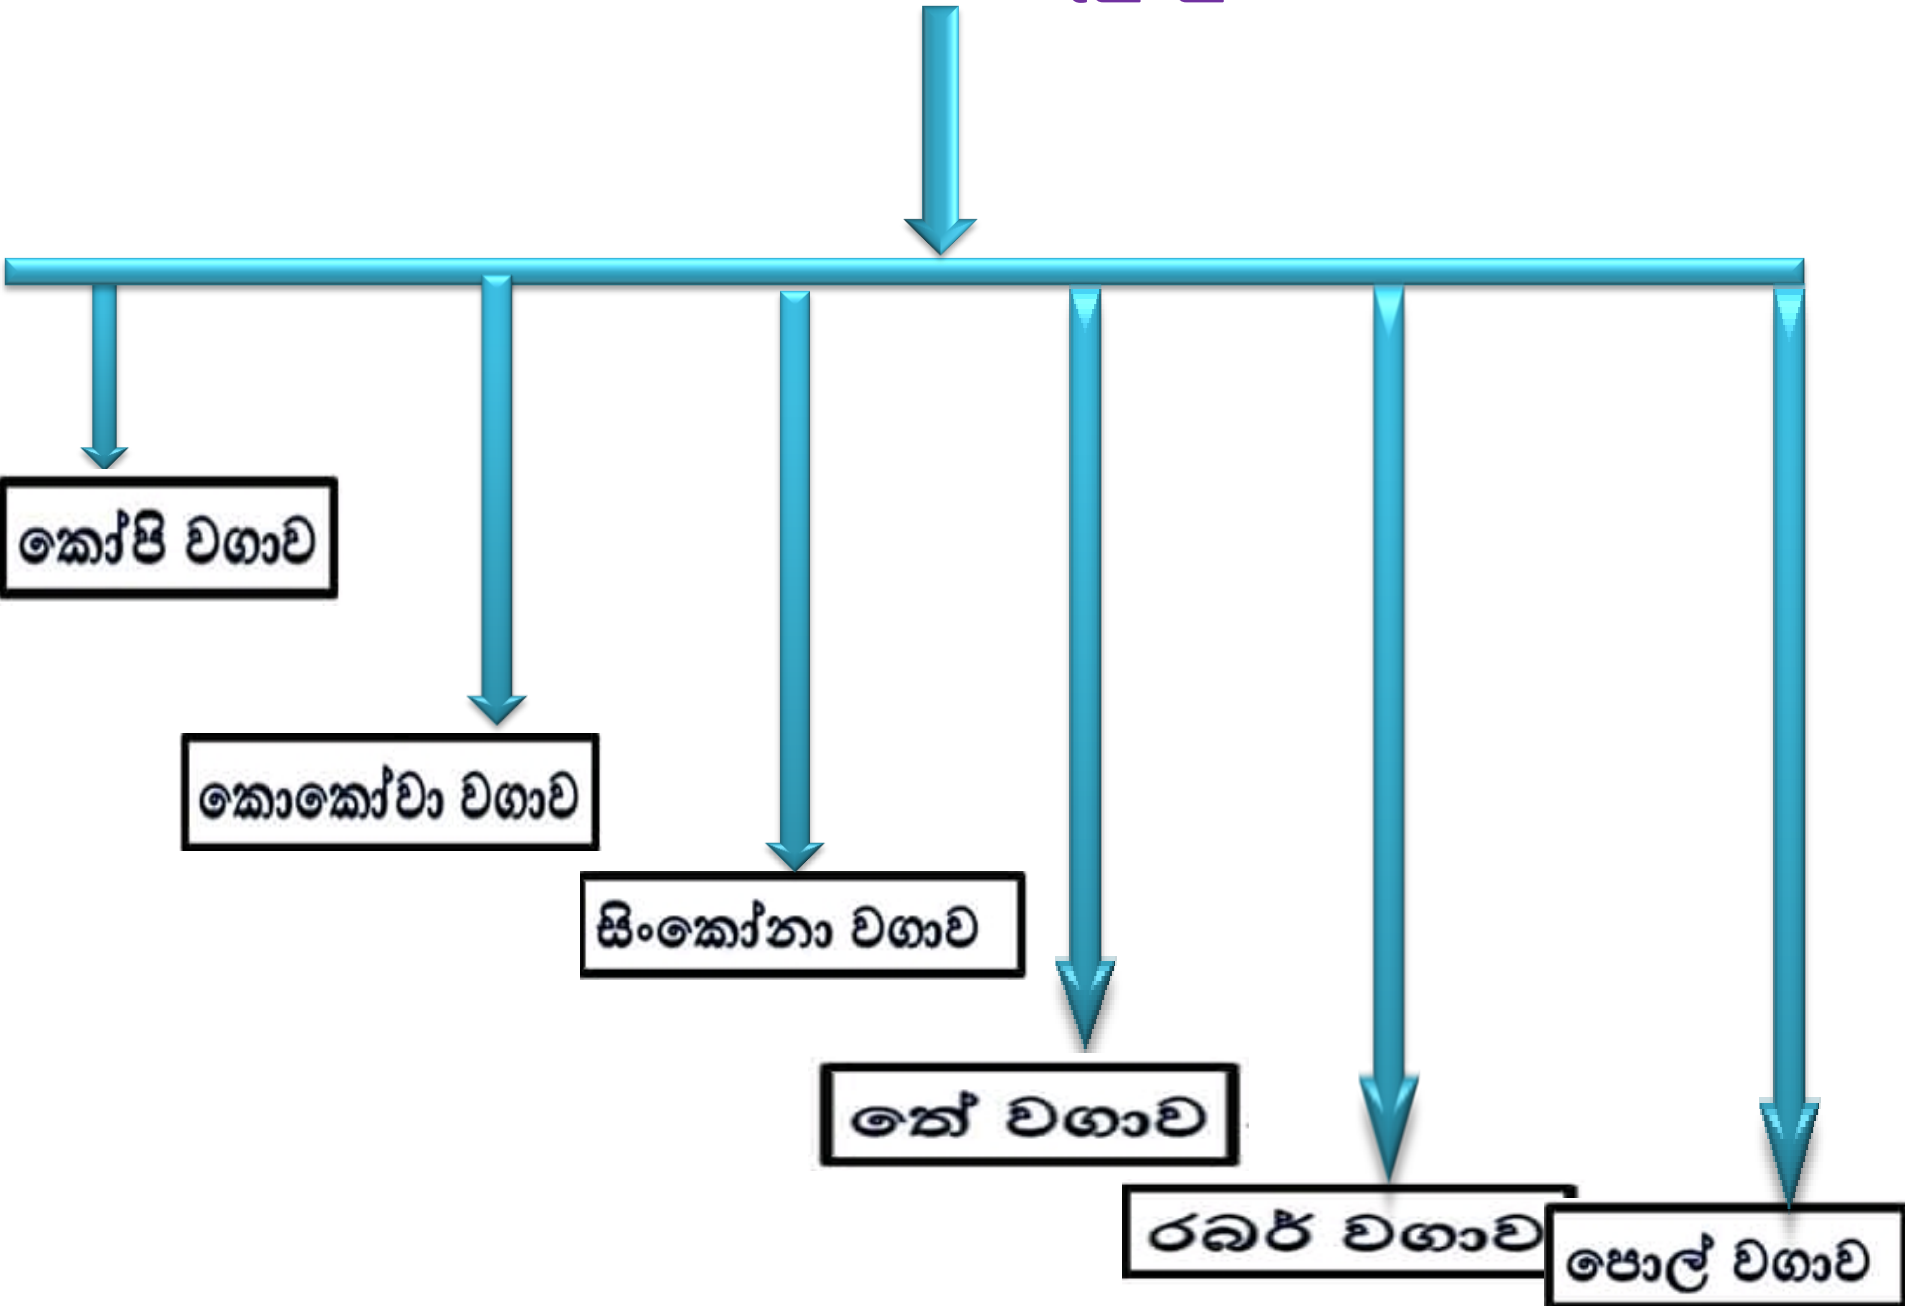 කෝපි වගාව
කොකෝවා වගාව
සිංකෝනා වගාව
තේ වගාව
රබර් වගාව
පොල් වගාව